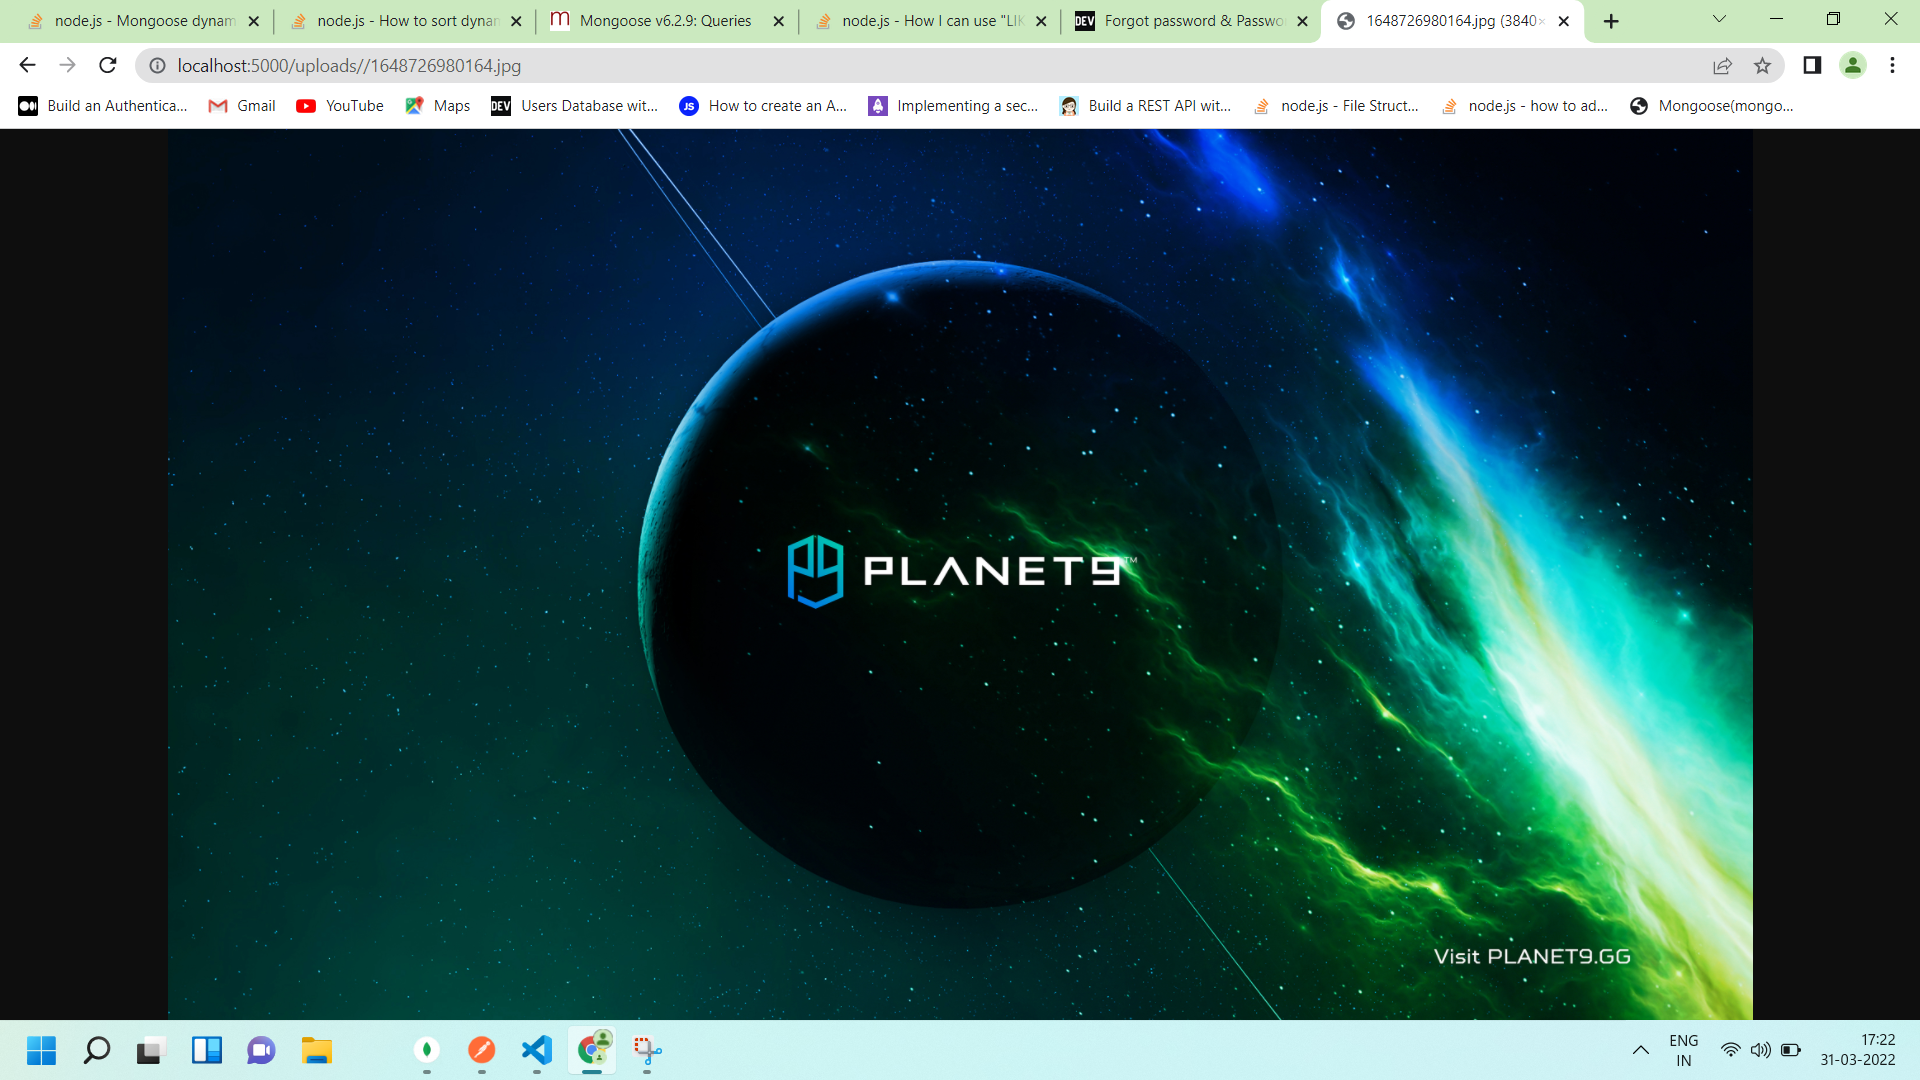 node.js - Mongoose dynam
node.js - How to sort dynan
Mongoose v6.2.9: Queries
node.js - How I can use "LIK
DEV
Forgot password & Passwo
1648726980164.jpg (3840×
localhost:5000/uploads//1648726980164.jpg
Build an Authentica...
Gmail
YouTube
Maps
DEV
Users Database wit...
JS
How to create an A...
Implementing a sec...
Build a REST API wit...
node.js - File Struct...
node.js - how to ad...
Mongoose(mongo...
PLANET9™
Visit PLANET9.GG
ENG
IN
17:22
31-03-2022